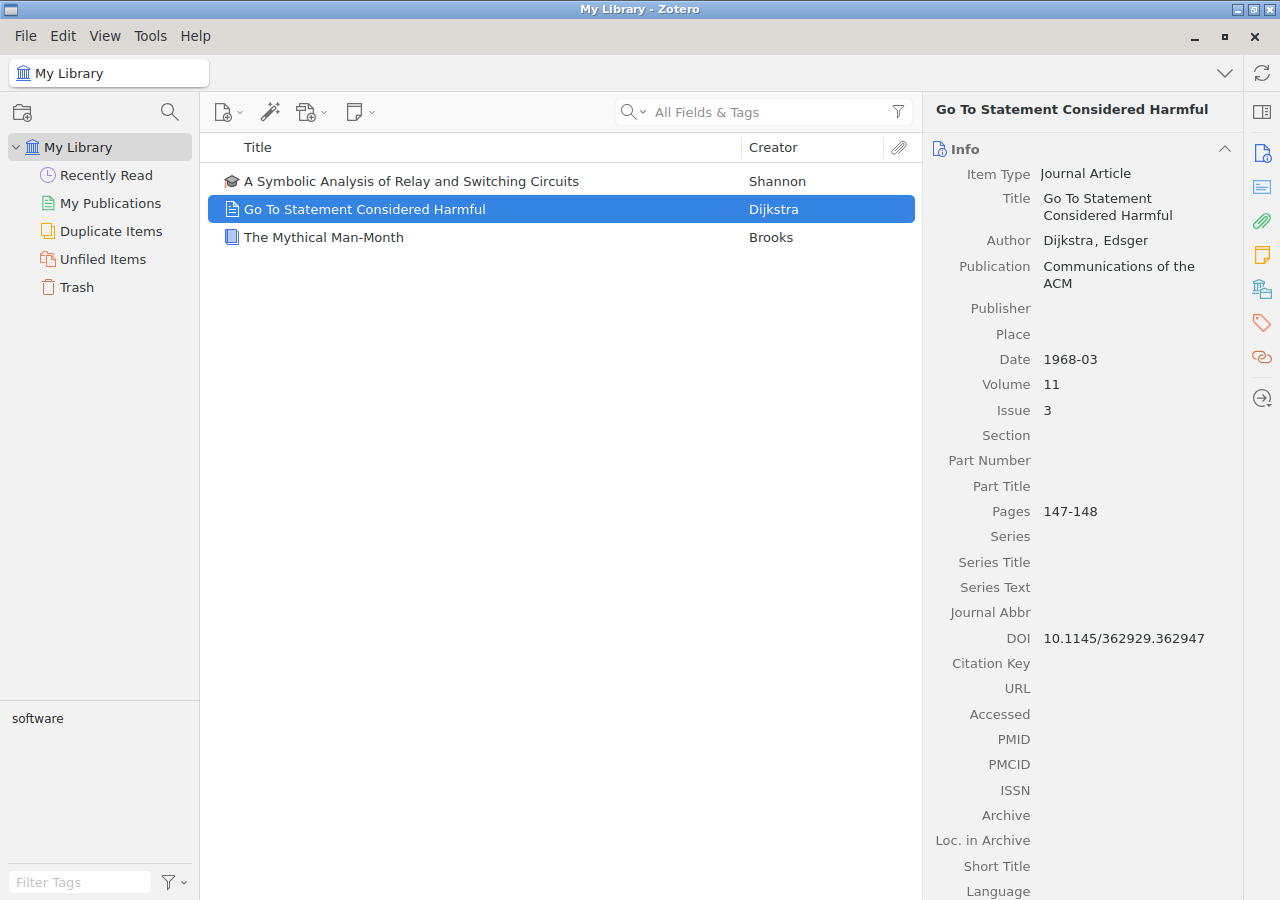 My Library - Zotero
File Edit View Tools Help
My Library
My Library
Recently Read
My Publications
Duplicate Items
Unfiled Items
Trash
software
Filter Tags
All Fields & Tags
Title Creator
A Symbolic Analysis of Relay and Switching Circuits Shannon
Go To Statement Considered Harmful Dijkstra
The Mythical Man-Month Brooks
Go To Statement Considered Harmful
Info
Item Type Journal Article
Title Go To Statement
Considered Harmful
Author Dijkstra, Edsger
Publication Communications of the
ACM
Publisher
Place
Date 1968-03
Volume 11
Issue 3
Section
Part Number
Part Title
Pages 147-148
Series
Series Title
Series Text
Journal Abbr
DOI 10.1145/362929.362947
Citation Key
URL
Accessed
PMID
PMCID
ISSN
Archive
Loc. in Archive
Short Title
Language